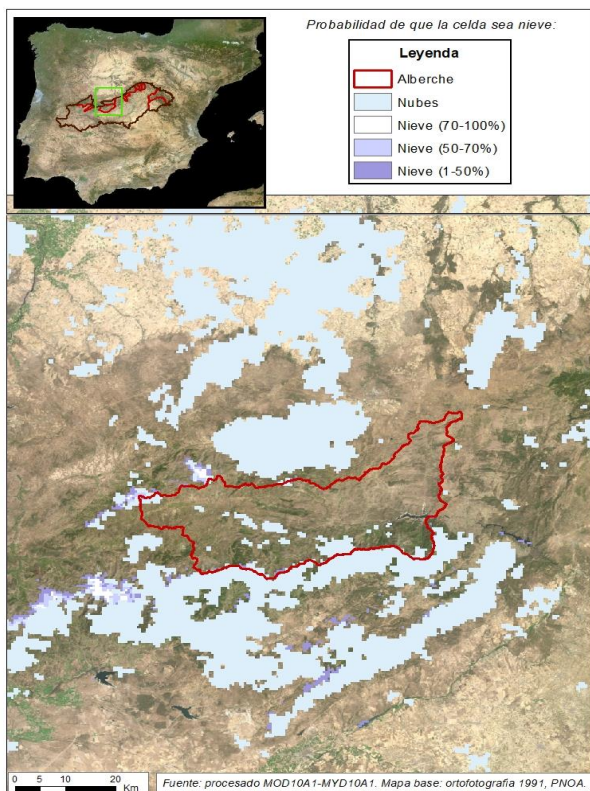 Probabilidad de que la celda sea nieve:
Leyenda
Alberche
Nubes
Nieve (70-100%)
Nieve (50-70%)
Nieve (1-50%)
0 5 10 20
Km
Fuente: procesado MOD10A1-MYD10A1. Mapa base: ortofotografia 1991, PNOA.